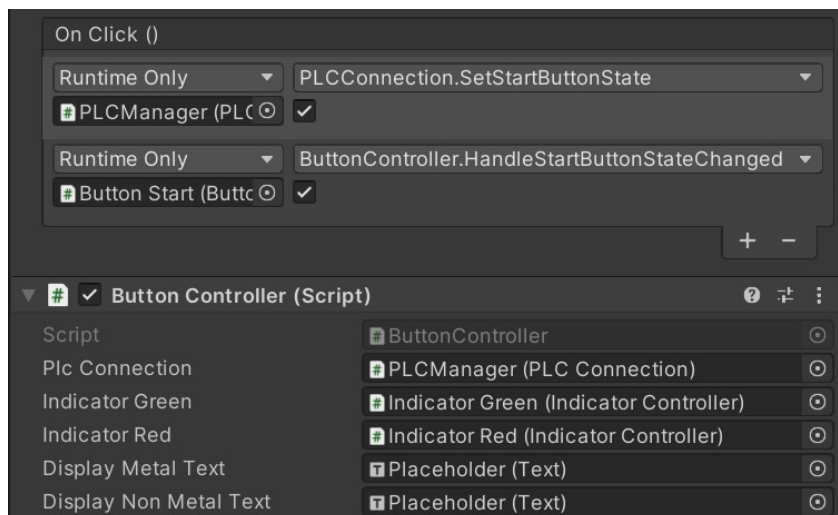 On Click ()
Runtime Only PLCConnection.SetStartButtonState
PLCManager (PLC
Runtime Only ButtonController.HandleStartButtonStateChanged
Button Start (Butto
Button Controller (Script)
Script ButtonController
Plc Connection PLCManager (PLC Connection)
Indicator Green Indicator Green (Indicator Controller)
Indicator Red Indicator Red (Indicator Controller)
Display Metal Text Placeholder (Text)
Display Non Metal Text Placeholder (Text)